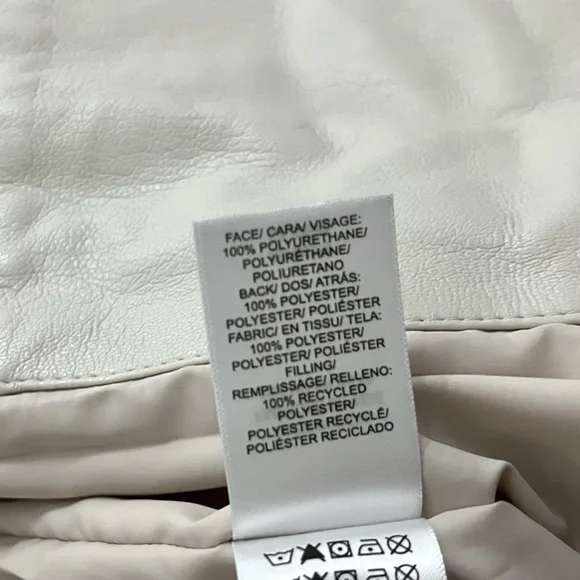 FACE/ CARA/ VISAGE:
100% POLYURETHANE/
POLYURÉTHANE/
POLIURETANO
BACK/ DOS/ ATRÁS:
100% POLYESTER/
POLYESTER/ POLIÉSTER
FABRIC/ EN TISSU/ TELA:
100% POLYESTER/
POLYESTER/ POLIÉSTER
FILLING/
REMPLISSAGE/ RELLENO:
100% RECYCLED
POLYESTER/
POLYESTER RECYCLÉ/
POLIÉSTER RECICLADO